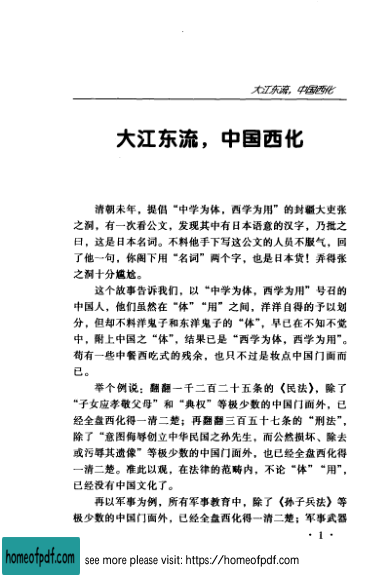 大江东流，中国西化
大江东流，中国西化
清朝末年，提倡“中学为体，西学为用”的封疆大吏张
之洞，有一次看公文，发现其中有日本语意的汉字，乃批之
曰，这是日本名词。不料他手下写这公文的人员不服气，回
了他一句，你阁下用“名词”两个字，也是日本货！弄得张
之洞十分尴尬。
这个故事告诉我们，以“中学为体，西学为用”号召的
中国人，他们虽然在“体”“用”之间，洋洋自得的予以划
分，但却不料洋鬼子和东洋鬼子的“体”，早已在不知不觉
中，附上中国之“体”，结果已是“西学为体，西学为用”。
苟有一些中餐西吃式的残余，也只不过是妆点中国门面而
已。
举个例说：翻翻一千二百二十五条的《民法》，除了
“子女应孝敬父母”和“典权”等极少数的中国门面外，已
经全盘西化得一清二楚；再翻翻三百五十七条的“刑法”，
除了“意图侮辱创立中华民国之孙先生，而公然损坏、除去
或污辱其遗像”等极少数的中国门面外，也已经全盘西化得
一清二楚。准此以观，在法律的范畴内，不论“体”“用”，
已经没有中国文化了。
再以军事为例，所有军事教育中，除了《孙子兵法》等
极少数的中国门面外，已经全盘西化得一清二楚；军事武器
· 1 ·
homeofpdf.com
see more please visit: https://homeofpdf.com